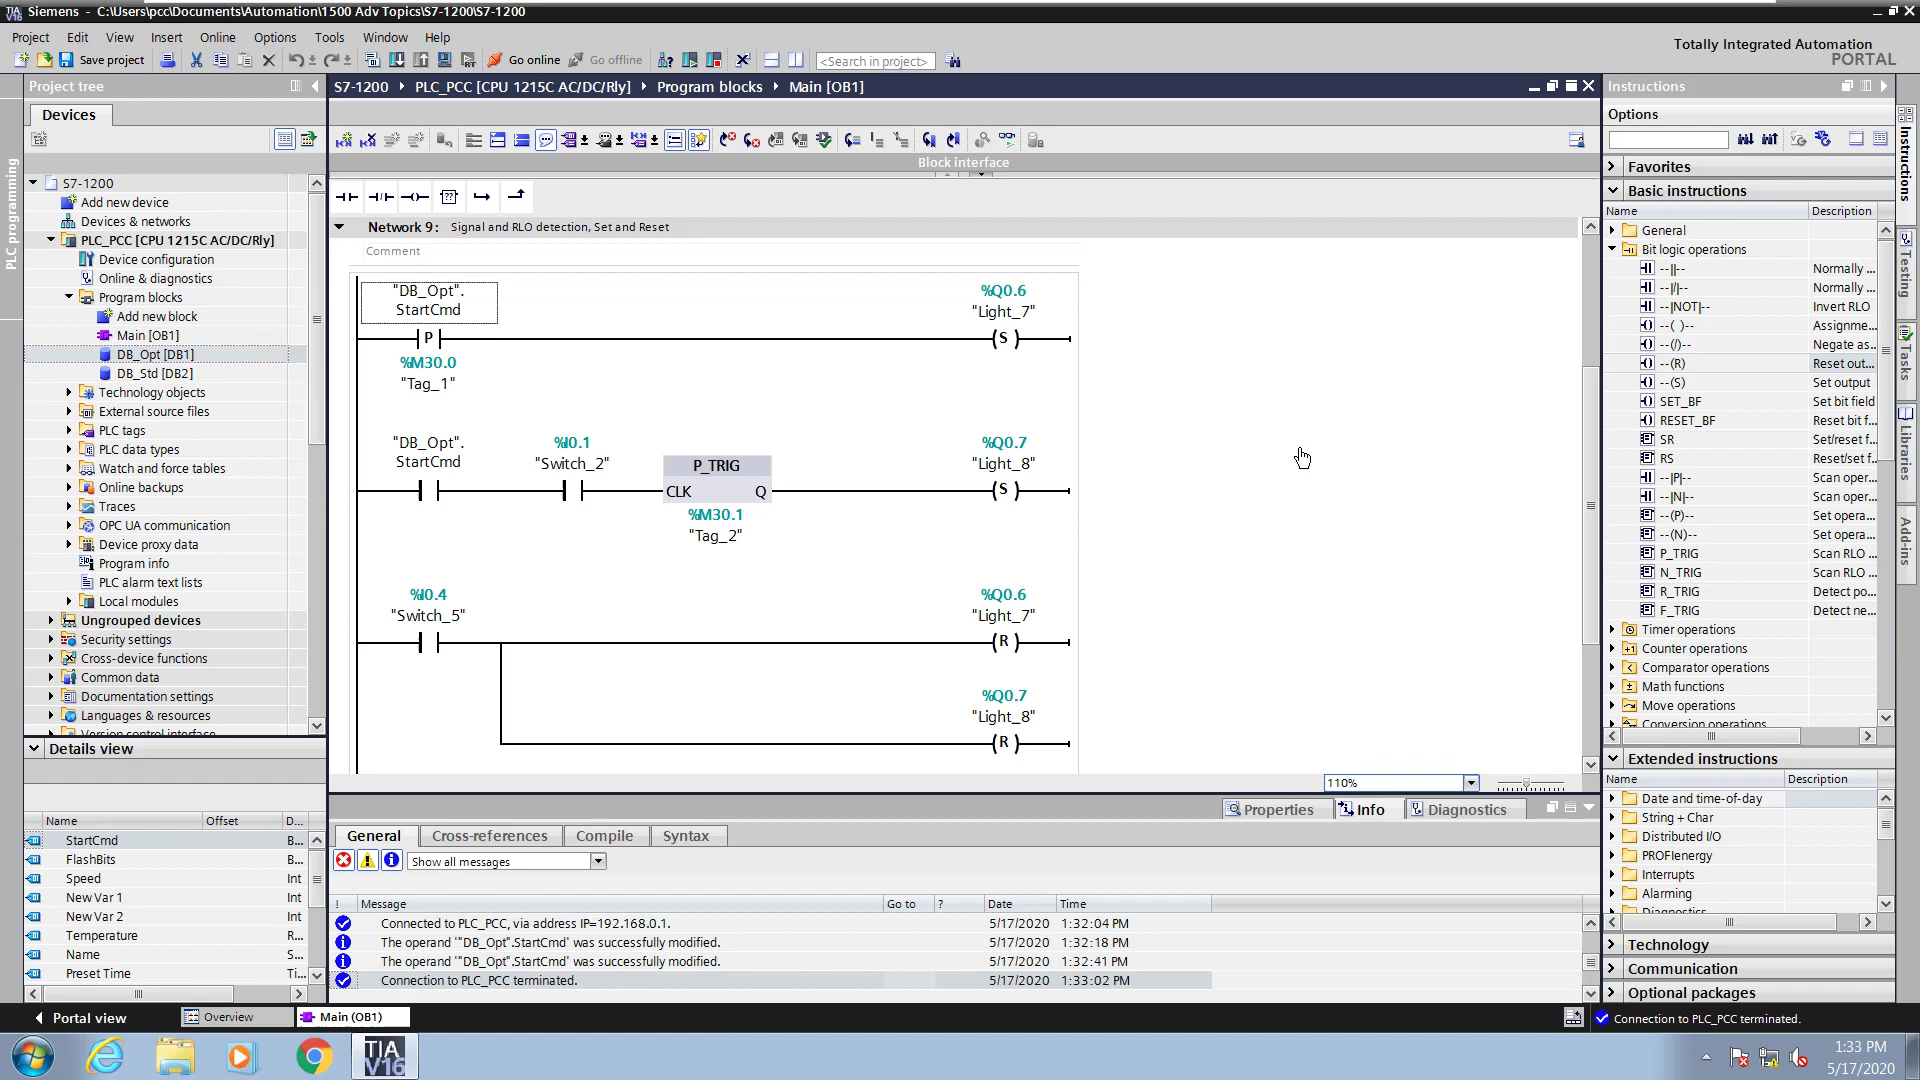 Siemens - C:\Users\pcc\Documents\Automation\1500 Adv Topics\S7-1200\S7-1200
Project Edit View Insert Online Options Tools Window Help
Totally Integrated Automation
PORTAL
Save project
Go online
Go offline
<Search in project>
Project tree
Devices
PLC programming
S7-1200
Add new device
Devices & networks
PLC_PCC [CPU 1215C AC/DC/Rly]
Device configuration
Online & diagnostics
Program blocks
Add new block
Main [OB1]
DB_Opt [DB1]
DB_Std [DB2]
Technology objects
External source files
PLC tags
PLC data types
Watch and force tables
Online backups
Traces
OPC UA communication
Device proxy data
Program info
PLC alarm text lists
Local modules
Ungrouped devices
Security settings
Cross-device functions
Common data
Documentation settings
Languages & resources
Version control interface
Details view
Name Offset D...
StartCmd B...
FlashBits B...
Speed Int
New Var 1 Int
New Var 2 Int
Temperature R...
Name S...
Preset Time Ti...
S7-1200 PLC_PCC [CPU 1215C AC/DC/Rly] Program blocks Main [OB1]
Block interface
Network 9: Signal and RLO detection, Set and Reset
Comment
"DB_Opt".
StartCmd
P
%M30.0
"Tag_1"
%Q0.6
"Light_7"
S
"DB_Opt".
StartCmd
%I0.1
"Switch_2"
P_TRIG
CLK Q
%M30.1
"Tag_2"
%Q0.7
"Light_8"
S
%I0.4
"Switch_5"
%Q0.6
"Light_7"
R
%Q0.7
"Light_8"
R
110%
Properties Info Diagnostics
General Cross-references Compile Syntax
Show all messages
! Message Go to ? Date Time
Connected to PLC_PCC, via address IP=192.168.0.1. 5/17/2020 1:32:04 PM
The operand '"DB_Opt".StartCmd' was successfully modified. 5/17/2020 1:32:18 PM
The operand '"DB_Opt".StartCmd' was successfully modified. 5/17/2020 1:32:41 PM
Connection to PLC_PCC terminated. 5/17/2020 1:33:02 PM
Instructions
Options
Favorites
Basic instructions
Name Description
General
Bit logic operations
--||-- Normally ...
--|/|-- Normally ...
--|NOT|-- Invert RLO
--( )-- Assignme...
--(/)-- Negate as...
--(R) Reset out...
--(S) Set output
SET_BF Set bit field
RESET_BF Reset bit f...
SR Set/reset f...
RS Reset/set f...
--|P|-- Scan oper...
--|N|-- Scan oper...
--(P)-- Set opera...
--(N)-- Set opera...
P_TRIG Scan RLO ...
N_TRIG Scan RLO ...
R_TRIG Detect po...
F_TRIG Detect ne...
Timer operations
Counter operations
Comparator operations
Math functions
Move operations
Conversion operations
Extended instructions
Name Description
Date and time-of-day
String + Char
Distributed I/O
PROFIenergy
Interrupts
Alarming
Diagnostics
Technology
Communication
Optional packages
Instructions
Testing
Tasks
Libraries
Add-ins
Portal view
Overview
Main (OB1)
Connection to PLC_PCC terminated.
TIA
V16
1:33 PM
5/17/2020